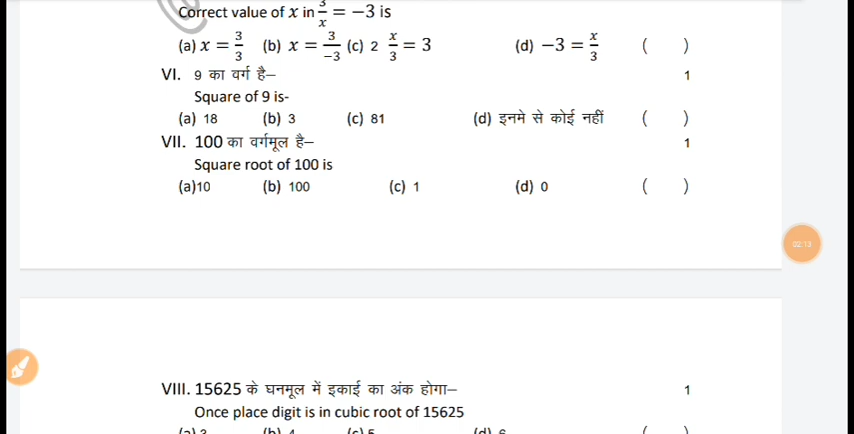 Correct value of x in 3/x = −3 is
(a) x = 3/3 (b) x = 3/−3 (c) 2 x/3 = 3 (d) −3 = x/3 ( )
VI. 9 का वर्ग है– 1
Square of 9 is-
(a) 18 (b) 3 (c) 81 (d) इनमे से कोई नहीं ( )
VII. 100 का वर्गमूल है– 1
Square root of 100 is
(a)10 (b) 100 (c) 1 (d) 0 ( )
02:13
VIII. 15625 के घनमूल में इकाई का अंक होगा– 1
Once place digit is in cubic root of 15625